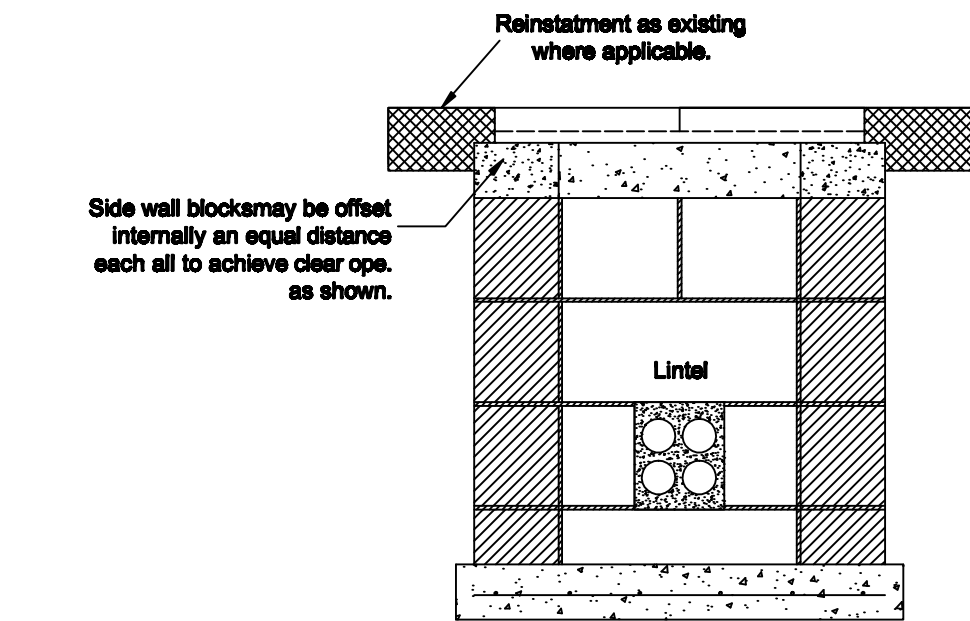 Reinstatment as existing
where applicable.
Side wall blocksmay be offset
internally an equal distance
each all to achieve clear ope.
as shown.
Lintel